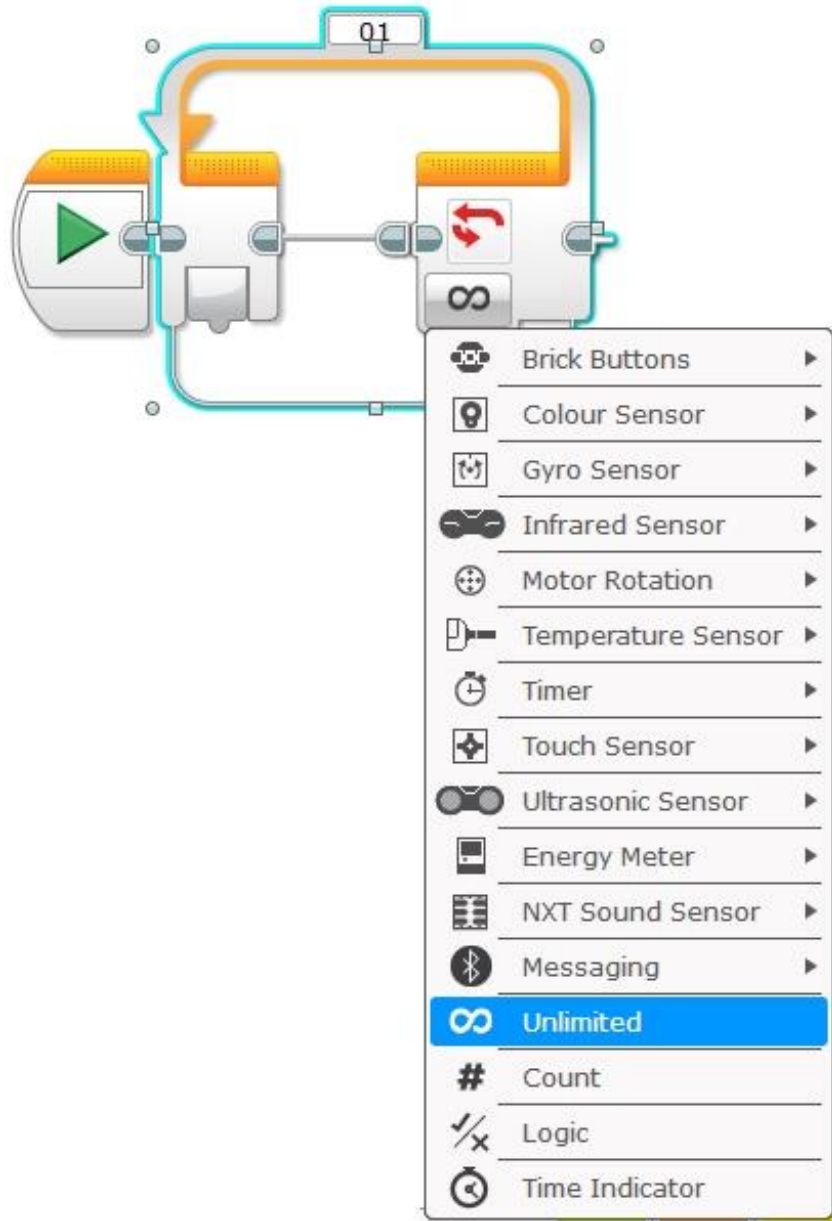 01
Brick Buttons
Colour Sensor
Gyro Sensor
Infrared Sensor
Motor Rotation
Temperature Sensor
Timer
Touch Sensor
Ultrasonic Sensor
Energy Meter
NXT Sound Sensor
Messaging
Unlimited
# Count
Logic
Time Indicator